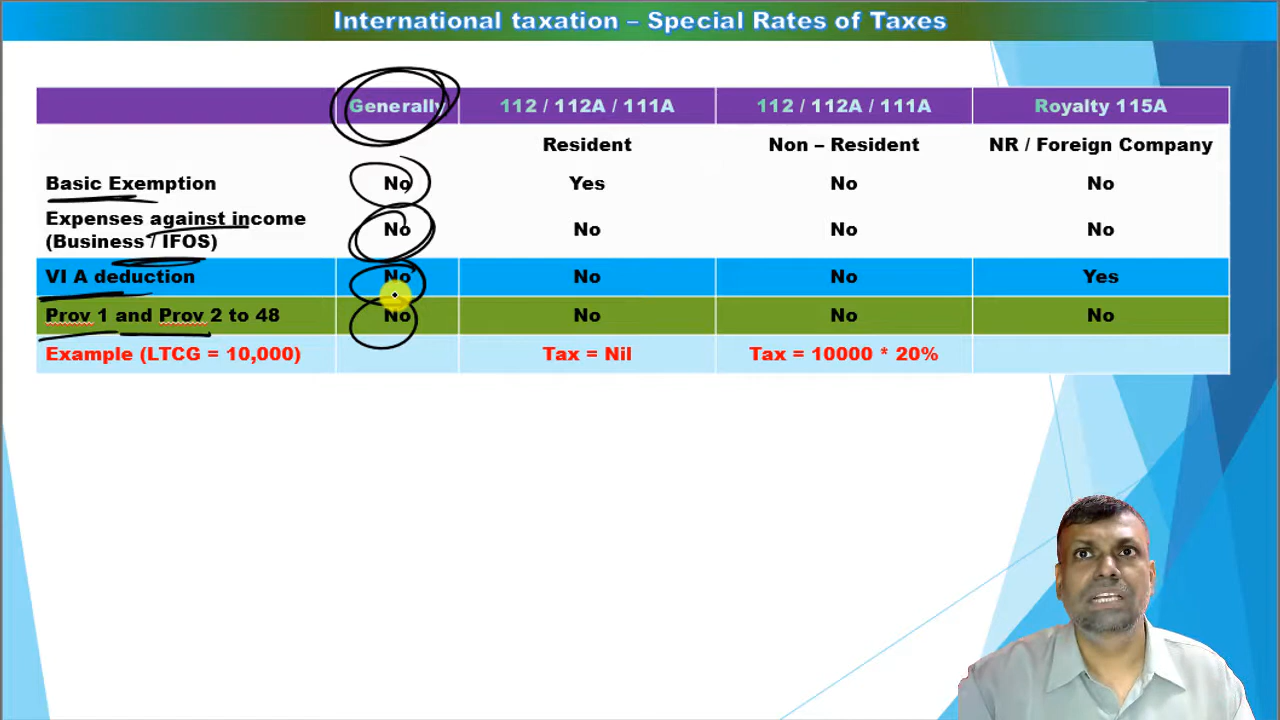 International taxation – Special Rates of Taxes
Generally 112 / 112A / 111A 112 / 112A / 111A Royalty 115A
Resident Non – Resident NR / Foreign Company
Basic Exemption No Yes No No
Expenses against income
(Business / IFOS) No No No No
VI A deduction No No No Yes
Prov 1 and Prov 2 to 48 No No No No
Example (LTCG = 10,000) Tax = Nil Tax = 10000 * 20%